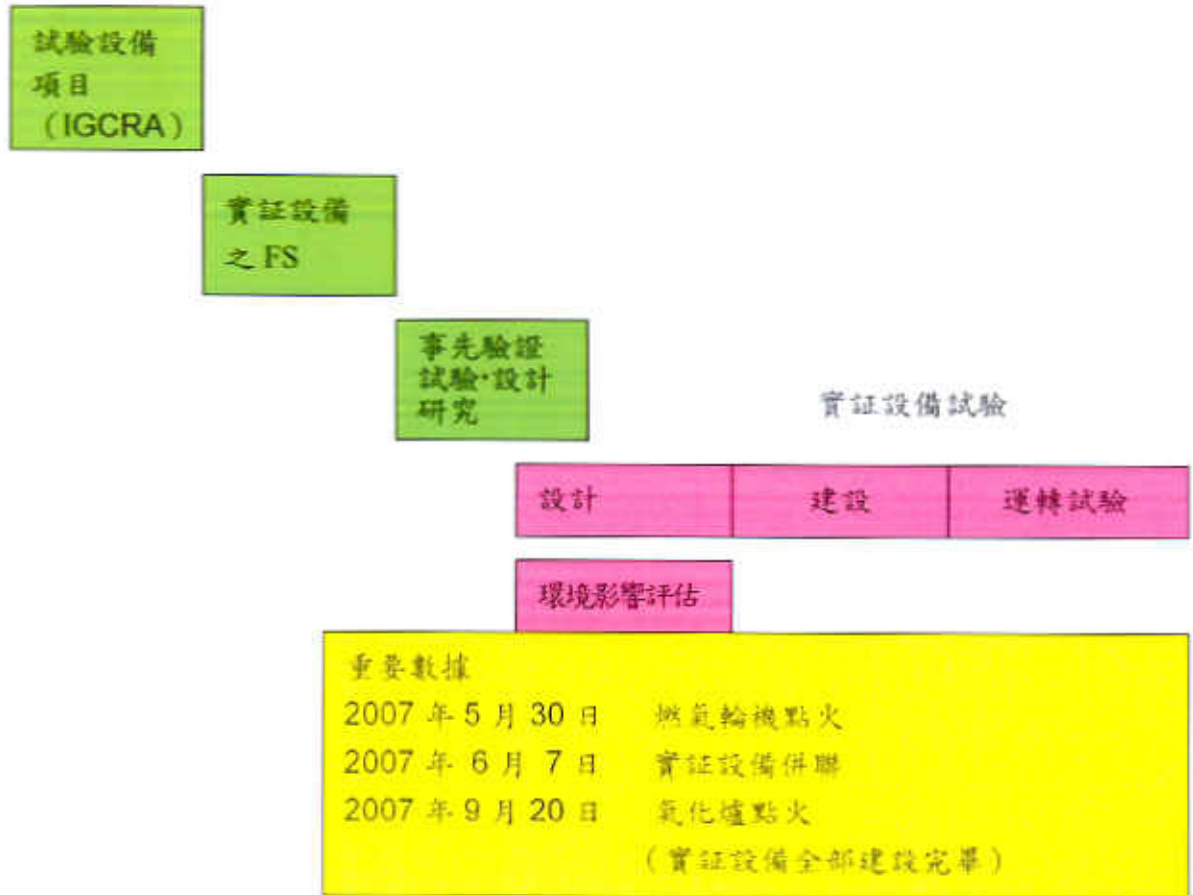 試驗設備
項目
（IGCRA）
實証設備
之 FS
事先驗證
試驗·設計
研究
實証設備試驗
設計
建設
運轉試驗
環境影響評估
重要數據
2007 年 5 月 30 日 燃氣輪機點火
2007 年 6 月 7 日 實証設備併聯
2007 年 9 月 20 日 氣化爐點火
（實証設備全部建設完畢）